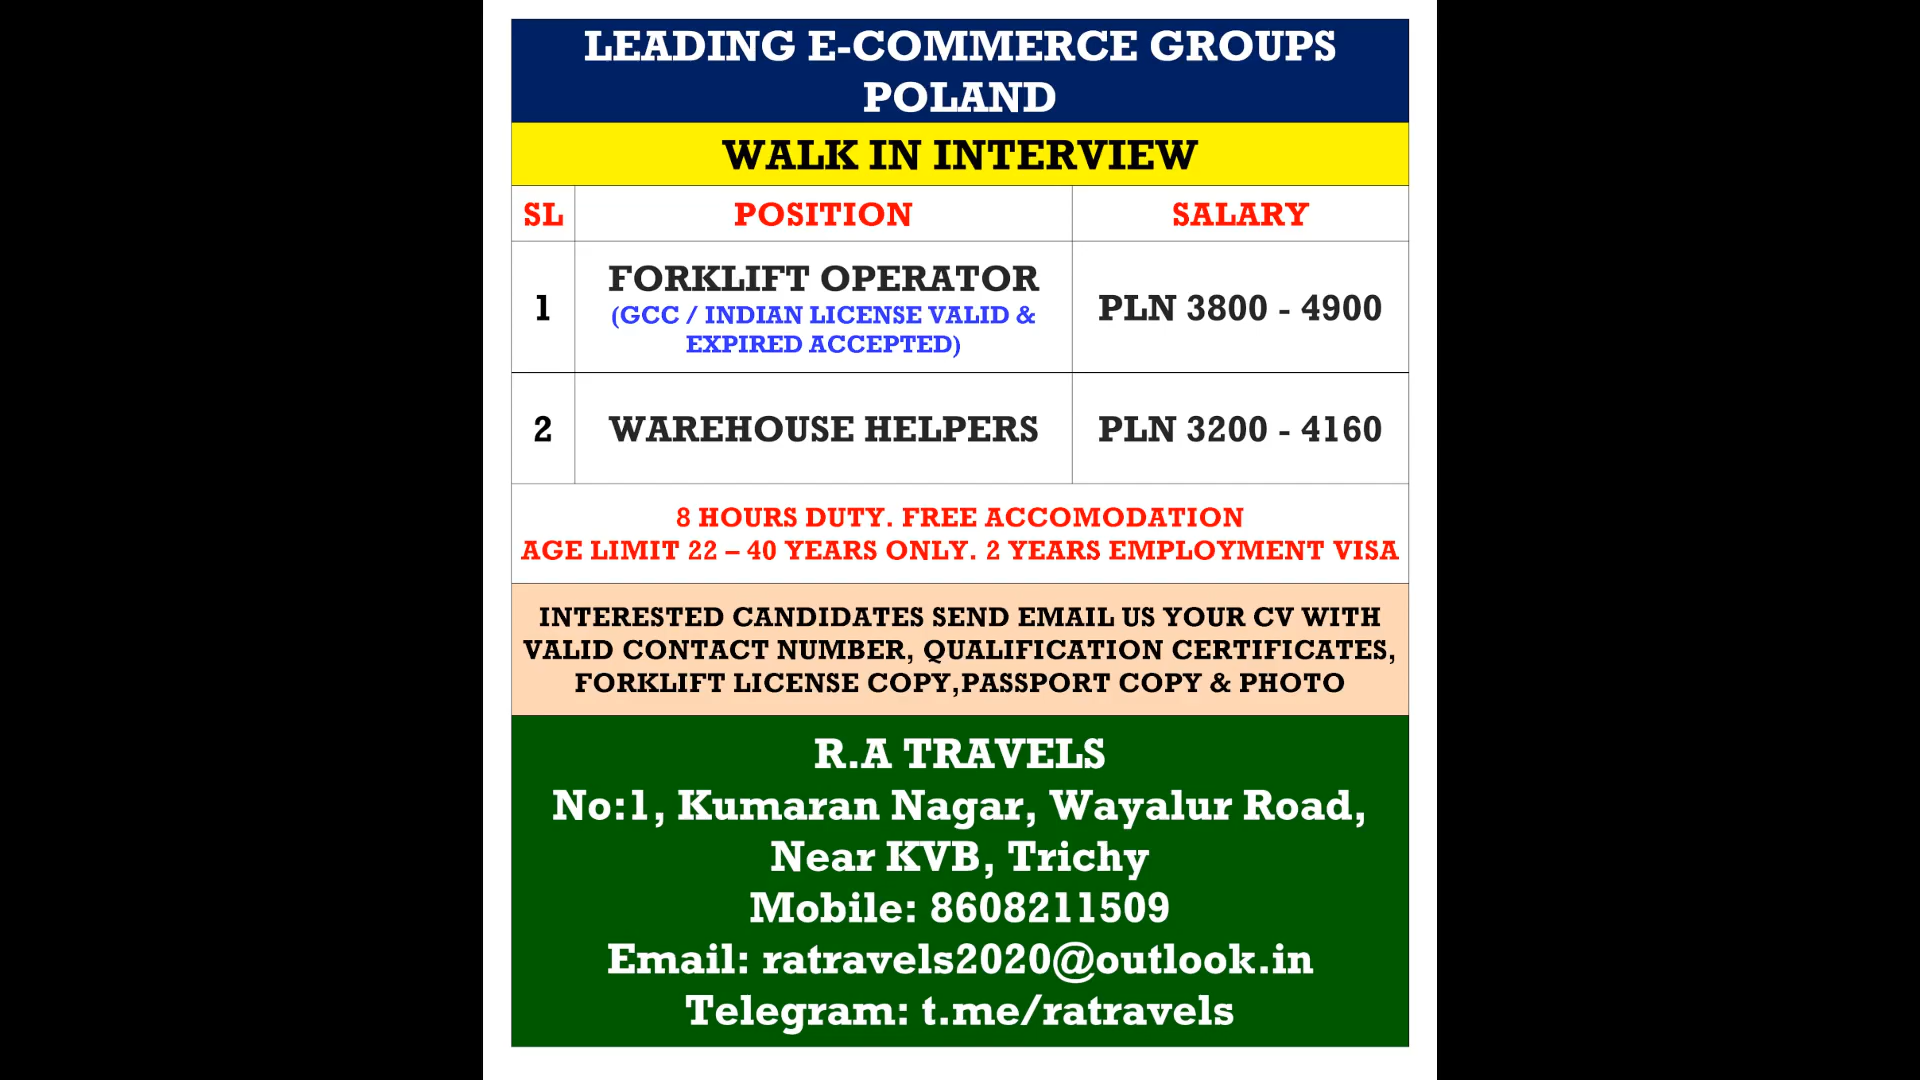 LEADING E-COMMERCE GROUPS
POLAND
WALK IN INTERVIEW
SL POSITION SALARY
1 FORKLIFT OPERATOR (GCC / INDIAN LICENSE VALID & EXPIRED ACCEPTED) PLN 3800 - 4900
2 WAREHOUSE HELPERS PLN 3200 - 4160
8 HOURS DUTY. FREE ACCOMODATION
AGE LIMIT 22 – 40 YEARS ONLY. 2 YEARS EMPLOYMENT VISA
INTERESTED CANDIDATES SEND EMAIL US YOUR CV WITH
VALID CONTACT NUMBER, QUALIFICATION CERTIFICATES,
FORKLIFT LICENSE COPY,PASSPORT COPY & PHOTO
R.A TRAVELS
No:1, Kumaran Nagar, Wayalur Road,
Near KVB, Trichy
Mobile: 8608211509
Email: ratravels2020@outlook.in
Telegram: t.me/ratravels